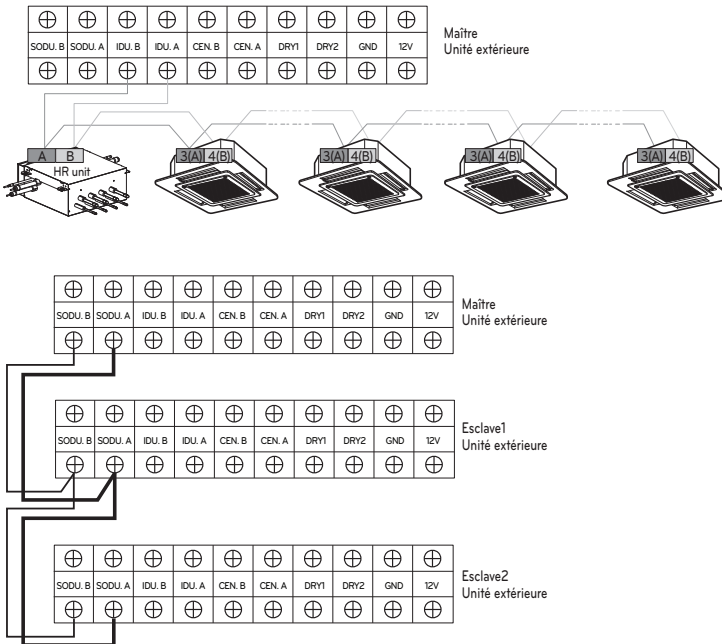 SODU. B SODU. A IDU. B IDU. A CEN. B CEN. A DRY1 DRY2 GND 12V
Maître
Unité extérieure
A B
HR unit
3(A) 4(B) 3(A) 4(B) 3(A) 4(B) 3(A) 4(B)
SODU. B SODU. A IDU. B IDU. A CEN. B CEN. A DRY1 DRY2 GND 12V
Maître
Unité extérieure
SODU. B SODU. A IDU. B IDU. A CEN. B CEN. A DRY1 DRY2 GND 12V
Esclave1
Unité extérieure
SODU. B SODU. A IDU. B IDU. A CEN. B CEN. A DRY1 DRY2 GND 12V
Esclave2
Unité extérieure